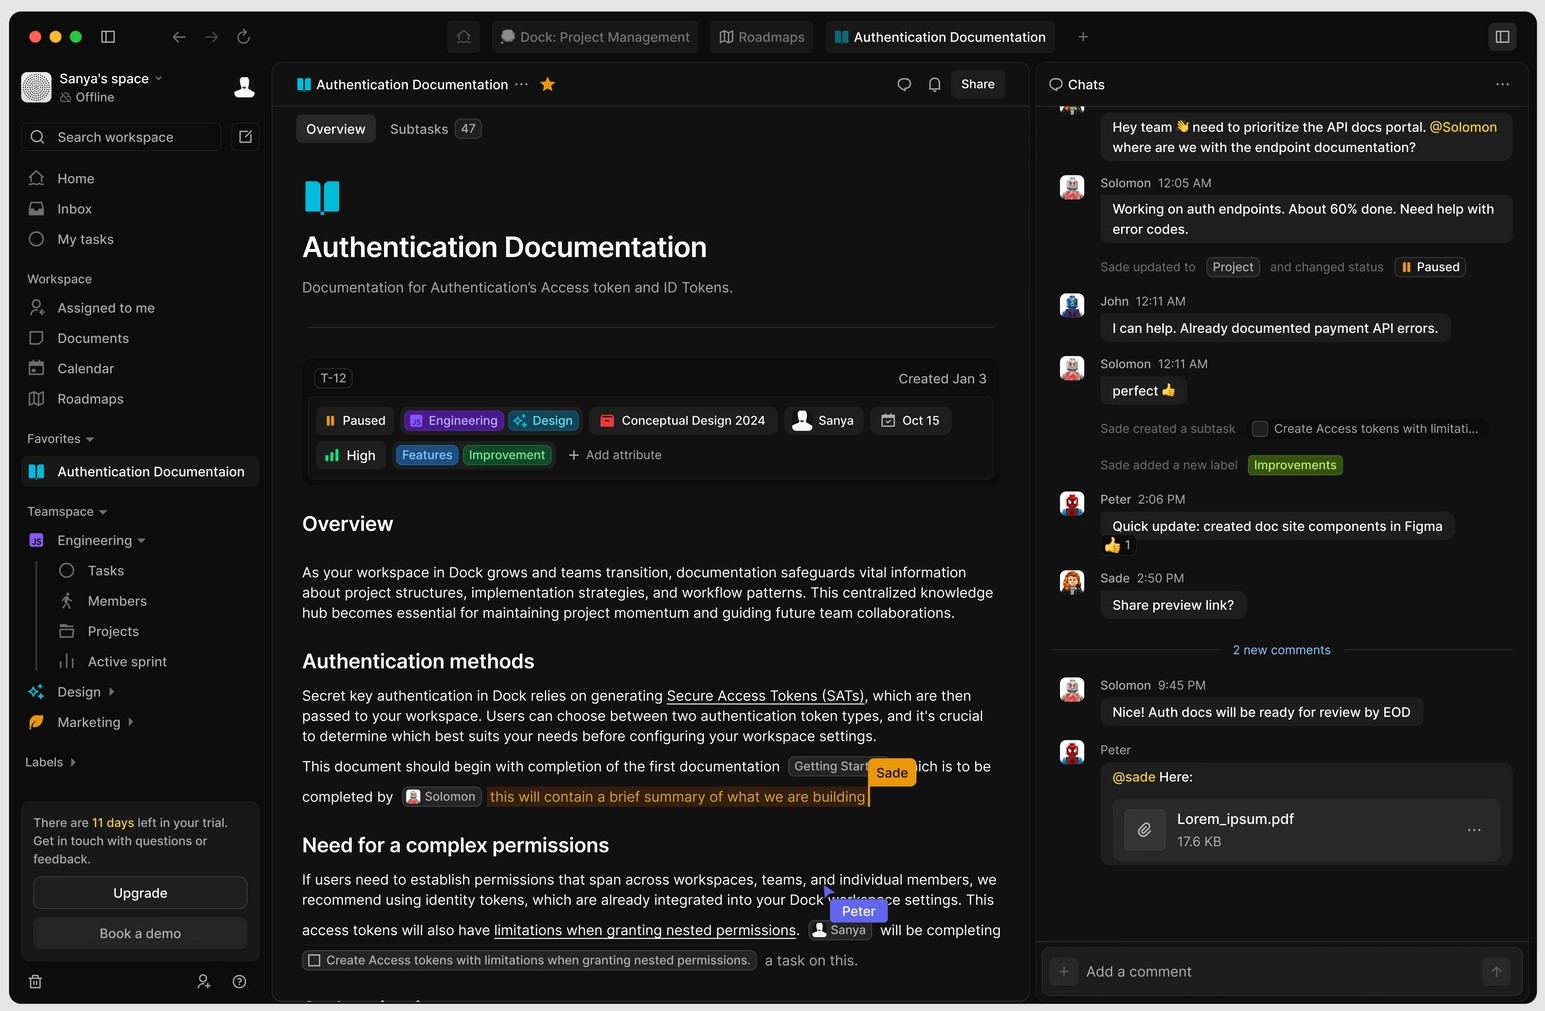 Dock: Project Management
Roadmaps
Authentication Documentation
Sanya's space
Offline
Search workspace
Home
Inbox
My tasks
Workspace
Assigned to me
Documents
Calendar
Roadmaps
Favorites
Authentication Documentaion
Teamspace
JS Engineering
Tasks
Members
Projects
Active sprint
Design
Marketing
Labels
There are 11 days left in your trial.
Get in touch with questions or
feedback.
Upgrade
Book a demo
Authentication Documentation
Share
Overview
Subtasks 47
Authentication Documentation
Documentation for Authentication’s Access token and ID Tokens.
T-12
Created Jan 3
Paused JS Engineering Design Conceptual Design 2024 Sanya Oct 15
High Features Improvement + Add attribute
Overview
As your workspace in Dock grows and teams transition, documentation safeguards vital information
about project structures, implementation strategies, and workflow patterns. This centralized knowledge
hub becomes essential for maintaining project momentum and guiding future team collaborations.
Authentication methods
Secret key authentication in Dock relies on generating Secure Access Tokens (SATs), which are then
passed to your workspace. Users can choose between two authentication token types, and it's crucial
to determine which best suits your needs before configuring your workspace settings.
This document should begin with completion of the first documentation Getting Start ich is to be
Sade
completed by Solomon this will contain a brief summary of what we are building
Need for a complex permissions
If users need to establish permissions that span across workspaces, teams, and individual members, we
recommend using identity tokens, which are already integrated into your Dock workspace settings. This
Peter
access tokens will also have limitations when granting nested permissions. Sanya will be completing
Create Access tokens with limitations when granting nested permissions. a task on this.
Chats
Hey team 👋 need to prioritize the API docs portal. @Solomon
where are we with the endpoint documentation?
Solomon 12:05 AM
Working on auth endpoints. About 60% done. Need help with
error codes.
Sade updated to Project and changed status Paused
John 12:11 AM
I can help. Already documented payment API errors.
Solomon 12:11 AM
perfect 👍
Sade created a subtask Create Access tokens with limitati...
Sade added a new label Improvements
Peter 2:06 PM
Quick update: created doc site components in Figma
👍 1
Sade 2:50 PM
Share preview link?
2 new comments
Solomon 9:45 PM
Nice! Auth docs will be ready for review by EOD
Peter
@sade Here:
Lorem_ipsum.pdf
17.6 KB
Add a comment